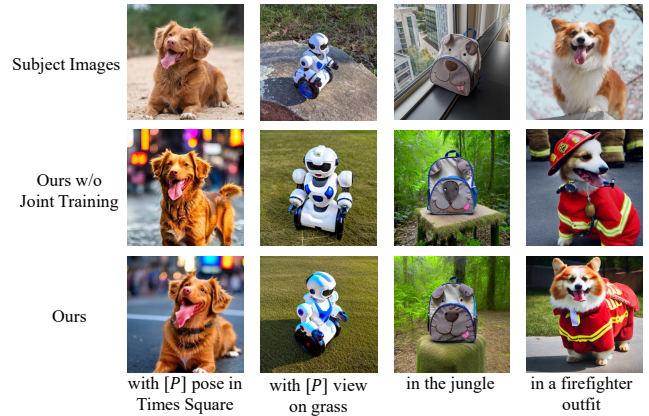 Subject Images
Ours w/o
Joint Training
Ours
with [P] pose in
Times Square
with [P] view
on grass
in the jungle
in a firefighter
outfit